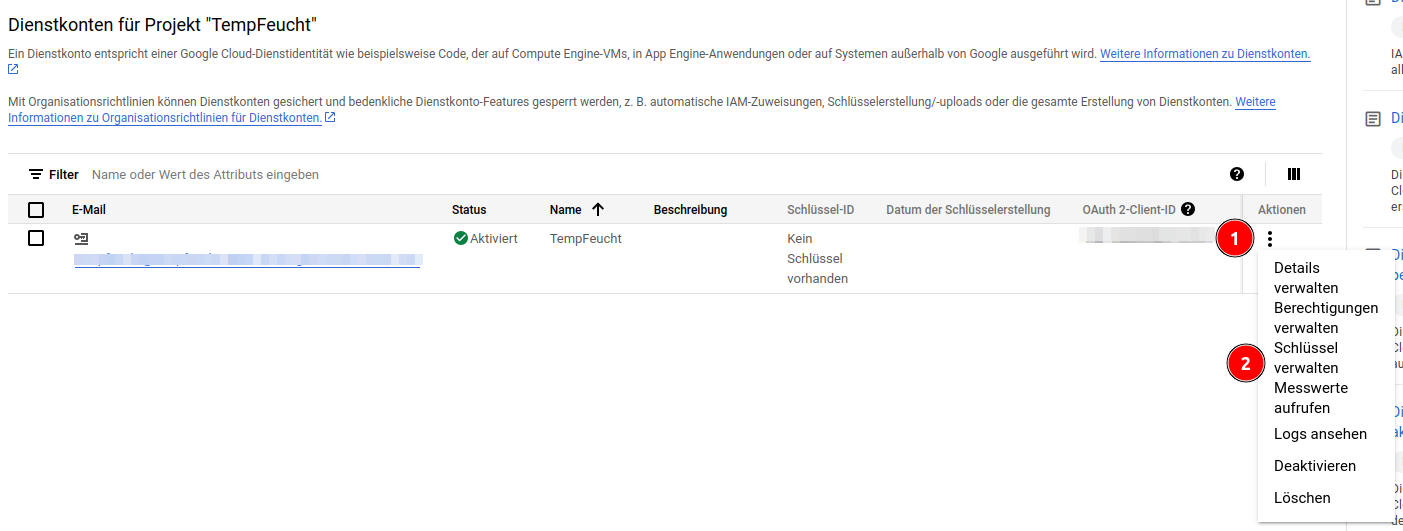 Dienstkonten für Projekt "TempFeucht"
Ein Dienstkonto entspricht einer Google Cloud-Dienstidentität wie beispielsweise Code, der auf Compute Engine-VMs, in App Engine-Anwendungen oder auf Systemen außerhalb von Google ausgeführt wird. Weitere Informationen zu Dienstkonten.
Mit Organisationsrichtlinien können Dienstkonten gesichert und bedenkliche Dienstkonto-Features gesperrt werden, z. B. automatische IAM-Zuweisungen, Schlüsselerstellung/-uploads oder die gesamte Erstellung von Dienstkonten. Weitere
Informationen zu Organisationsrichtlinien für Dienstkonten.
Filter Name oder Wert des Attributs eingeben
E-Mail Status Name Beschreibung Schlüssel-ID Datum der Schlüsselerstellung OAuth 2-Client-ID Aktionen
Aktiviert TempFeucht Kein
Schlüssel
vorhanden
1
Details
verwalten
Berechtigungen
verwalten
2
Schlüssel
verwalten
Messwerte
aufrufen
Logs ansehen
Deaktivieren
Löschen